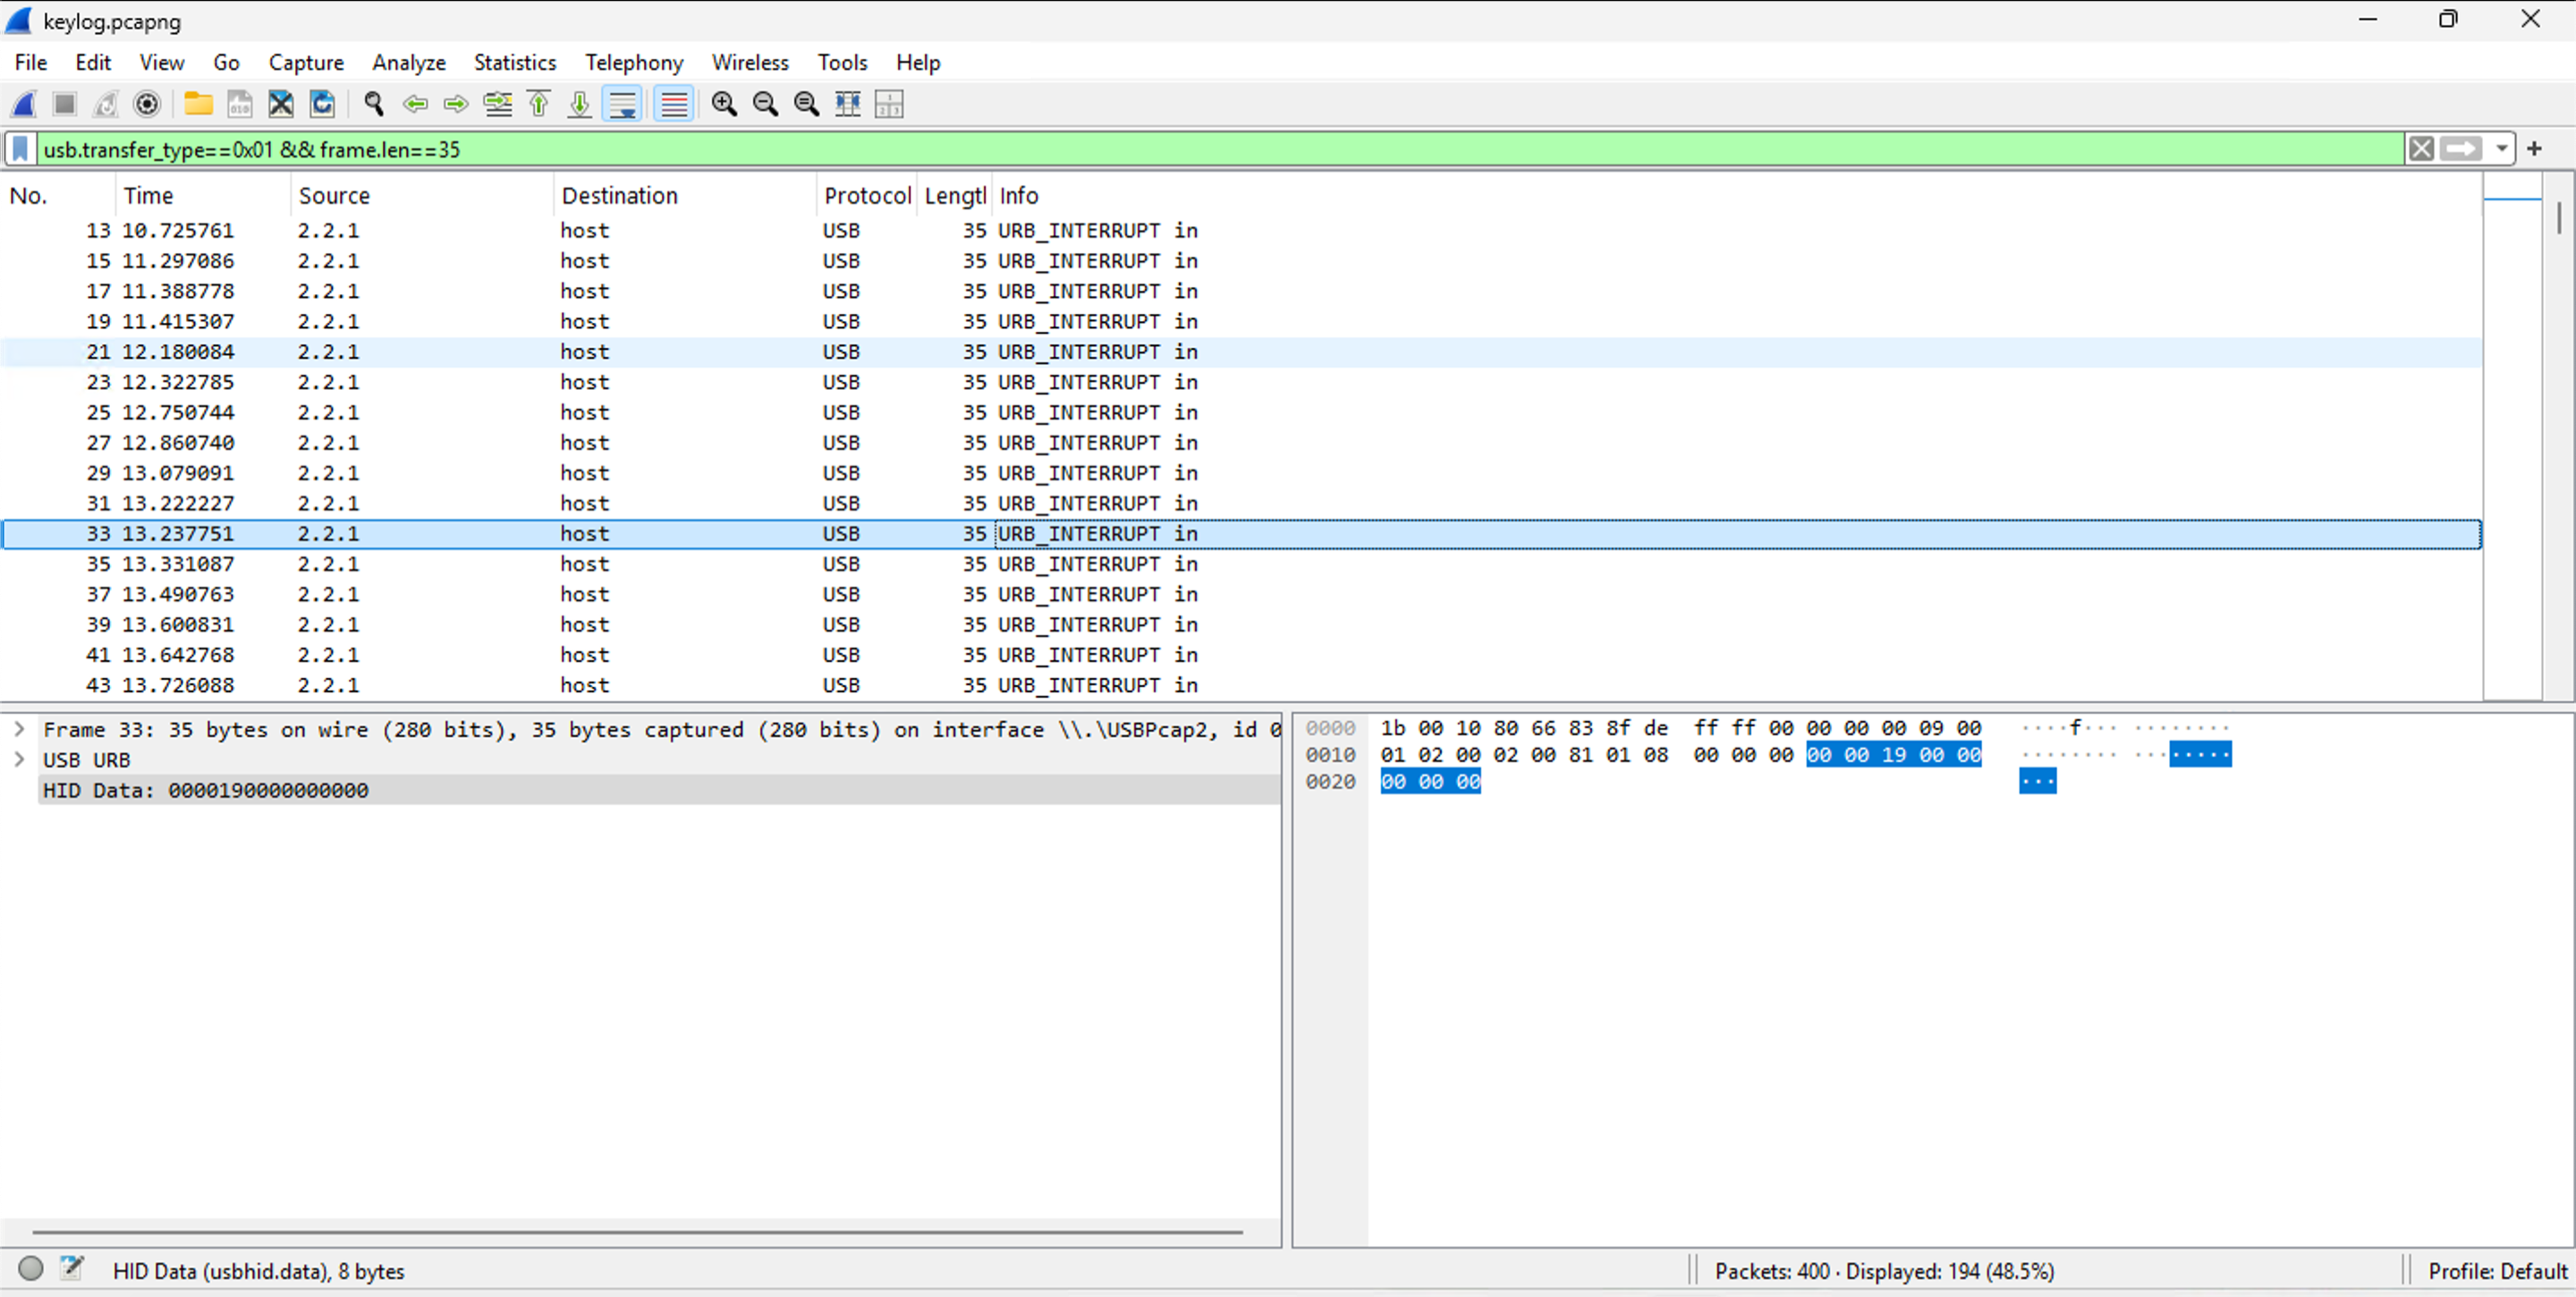 keylog.pcapng
File Edit View Go Capture Analyze Statistics Telephony Wireless Tools Help
usb.transfer_type==0x01 && frame.len==35
No. Time Source Destination Protocol Lengtl Info
13 10.725761 2.2.1 host USB 35 URB_INTERRUPT in
15 11.297086 2.2.1 host USB 35 URB_INTERRUPT in
17 11.388778 2.2.1 host USB 35 URB_INTERRUPT in
19 11.415307 2.2.1 host USB 35 URB_INTERRUPT in
21 12.180084 2.2.1 host USB 35 URB_INTERRUPT in
23 12.322785 2.2.1 host USB 35 URB_INTERRUPT in
25 12.750744 2.2.1 host USB 35 URB_INTERRUPT in
27 12.860740 2.2.1 host USB 35 URB_INTERRUPT in
29 13.079091 2.2.1 host USB 35 URB_INTERRUPT in
31 13.222227 2.2.1 host USB 35 URB_INTERRUPT in
33 13.237751 2.2.1 host USB 35 URB_INTERRUPT in
35 13.331087 2.2.1 host USB 35 URB_INTERRUPT in
37 13.490763 2.2.1 host USB 35 URB_INTERRUPT in
39 13.600831 2.2.1 host USB 35 URB_INTERRUPT in
41 13.642768 2.2.1 host USB 35 URB_INTERRUPT in
43 13.726088 2.2.1 host USB 35 URB_INTERRUPT in
Frame 33: 35 bytes on wire (280 bits), 35 bytes captured (280 bits) on interface \\.\USBPcap2, id 0
USB URB
HID Data: 0000190000000000
0000 1b 00 10 80 66 83 8f de ff ff 00 00 00 00 09 00 ····f··· ········
0010 01 02 00 02 00 81 01 08 00 00 00 00 00 19 00 00 ········ ········
0020 00 00 00 ···
HID Data (usbhid.data), 8 bytes
Packets: 400 · Displayed: 194 (48.5%)
Profile: Default